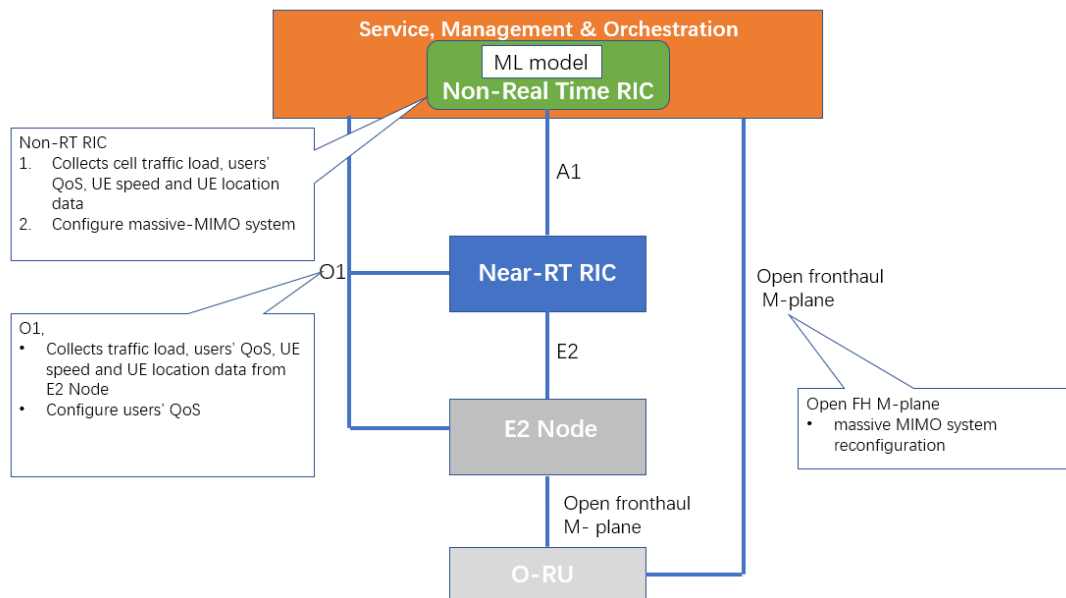 Service, Management & Orchestration
ML model
Non-Real Time RIC
Non-RT RIC
1. Collects cell traffic load, users’
QoS, UE speed and UE location
data
2. Configure massive-MIMO system
A1
O1
Near-RT RIC
Open fronthaul
M-plane
O1,
• Collects traffic load, users’ QoS, UE
speed and UE location data from
E2 Node
• Configure users’ QoS
E2
Open FH M-plane
• massive MIMO system
reconfiguration
E2 Node
Open fronthaul
M- plane
O-RU